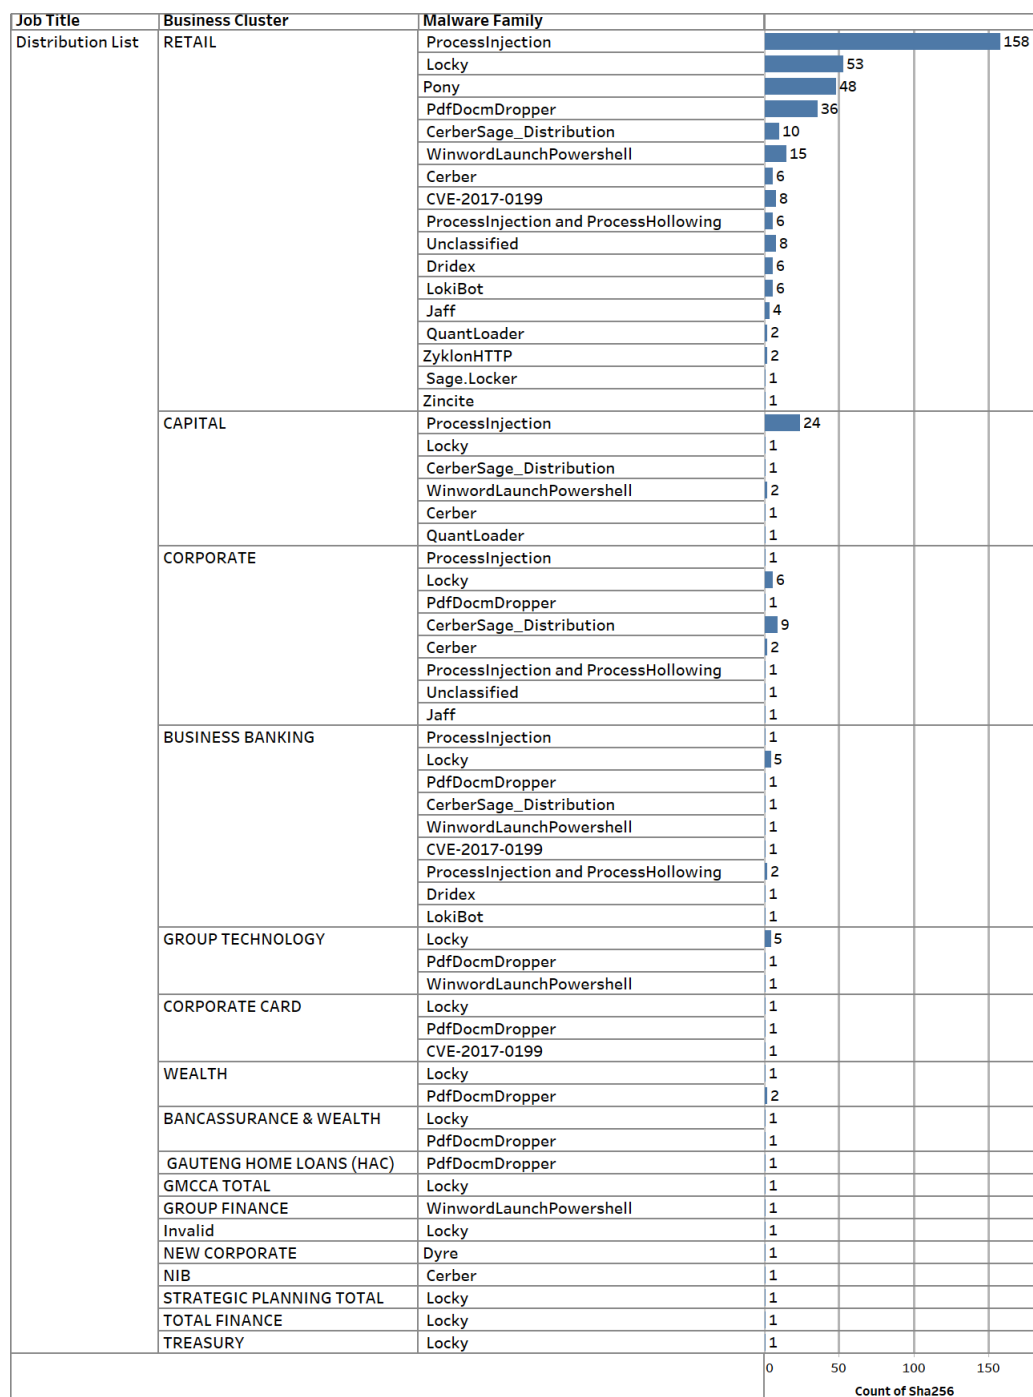 Job Title Business Cluster Malware Family
Distribution List RETAIL ProcessInjection 158
Locky 53
Pony 48
PdfDocmDropper 36
CerberSage_Distribution 10
WinwordLaunchPowershell 15
Cerber 6
CVE-2017-0199 8
ProcessInjection and ProcessHollowing 6
Unclassified 8
Dridex 6
LokiBot 6
Jaff 4
QuantLoader 2
ZyklonHTTP 2
Sage.Locker 1
Zincite 1
CAPITAL ProcessInjection 24
Locky 1
CerberSage_Distribution 1
WinwordLaunchPowershell 2
Cerber 1
QuantLoader 1
CORPORATE ProcessInjection 1
Locky 6
PdfDocmDropper 1
CerberSage_Distribution 9
Cerber 2
ProcessInjection and ProcessHollowing 1
Unclassified 1
Jaff 1
BUSINESS BANKING ProcessInjection 1
Locky 5
PdfDocmDropper 1
CerberSage_Distribution 1
WinwordLaunchPowershell 1
CVE-2017-0199 1
ProcessInjection and ProcessHollowing 2
Dridex 1
LokiBot 1
GROUP TECHNOLOGY Locky 5
PdfDocmDropper 1
WinwordLaunchPowershell 1
CORPORATE CARD Locky 1
PdfDocmDropper 1
CVE-2017-0199 1
WEALTH Locky 1
PdfDocmDropper 2
BANCASSURANCE & WEALTH Locky 1
PdfDocmDropper 1
GAUTENG HOME LOANS (HAC) PdfDocmDropper 1
GMCCA TOTAL Locky 1
GROUP FINANCE WinwordLaunchPowershell 1
Invalid Locky 1
NEW CORPORATE Dyre 1
NIB Cerber 1
STRATEGIC PLANNING TOTAL Locky 1
TOTAL FINANCE Locky 1
TREASURY Locky 1
0 50 100 150
Count of Sha256